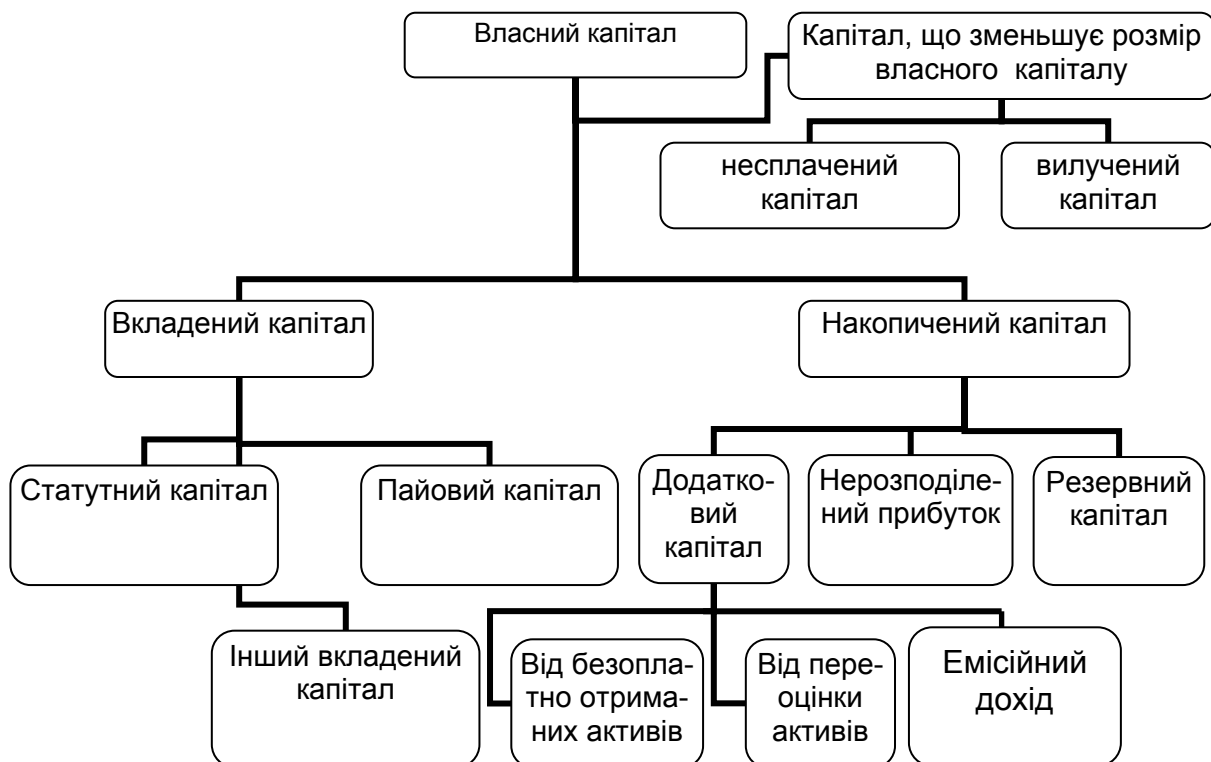 Власний капітал
Капітал, що зменьшує розмір
власного капіталу
несплачений
капітал
вилучений
капітал
Вкладений капітал
Накопичений капітал
Статутний капітал
Пайовий капітал
Додатко-
вий
капітал
Нерозподіле-
ний прибуток
Резервний
капітал
Інший вкладений
капітал
Від безопла-
тно отрима-
них активів
Від пере-
оцінки
активів
Емісійний
дохід